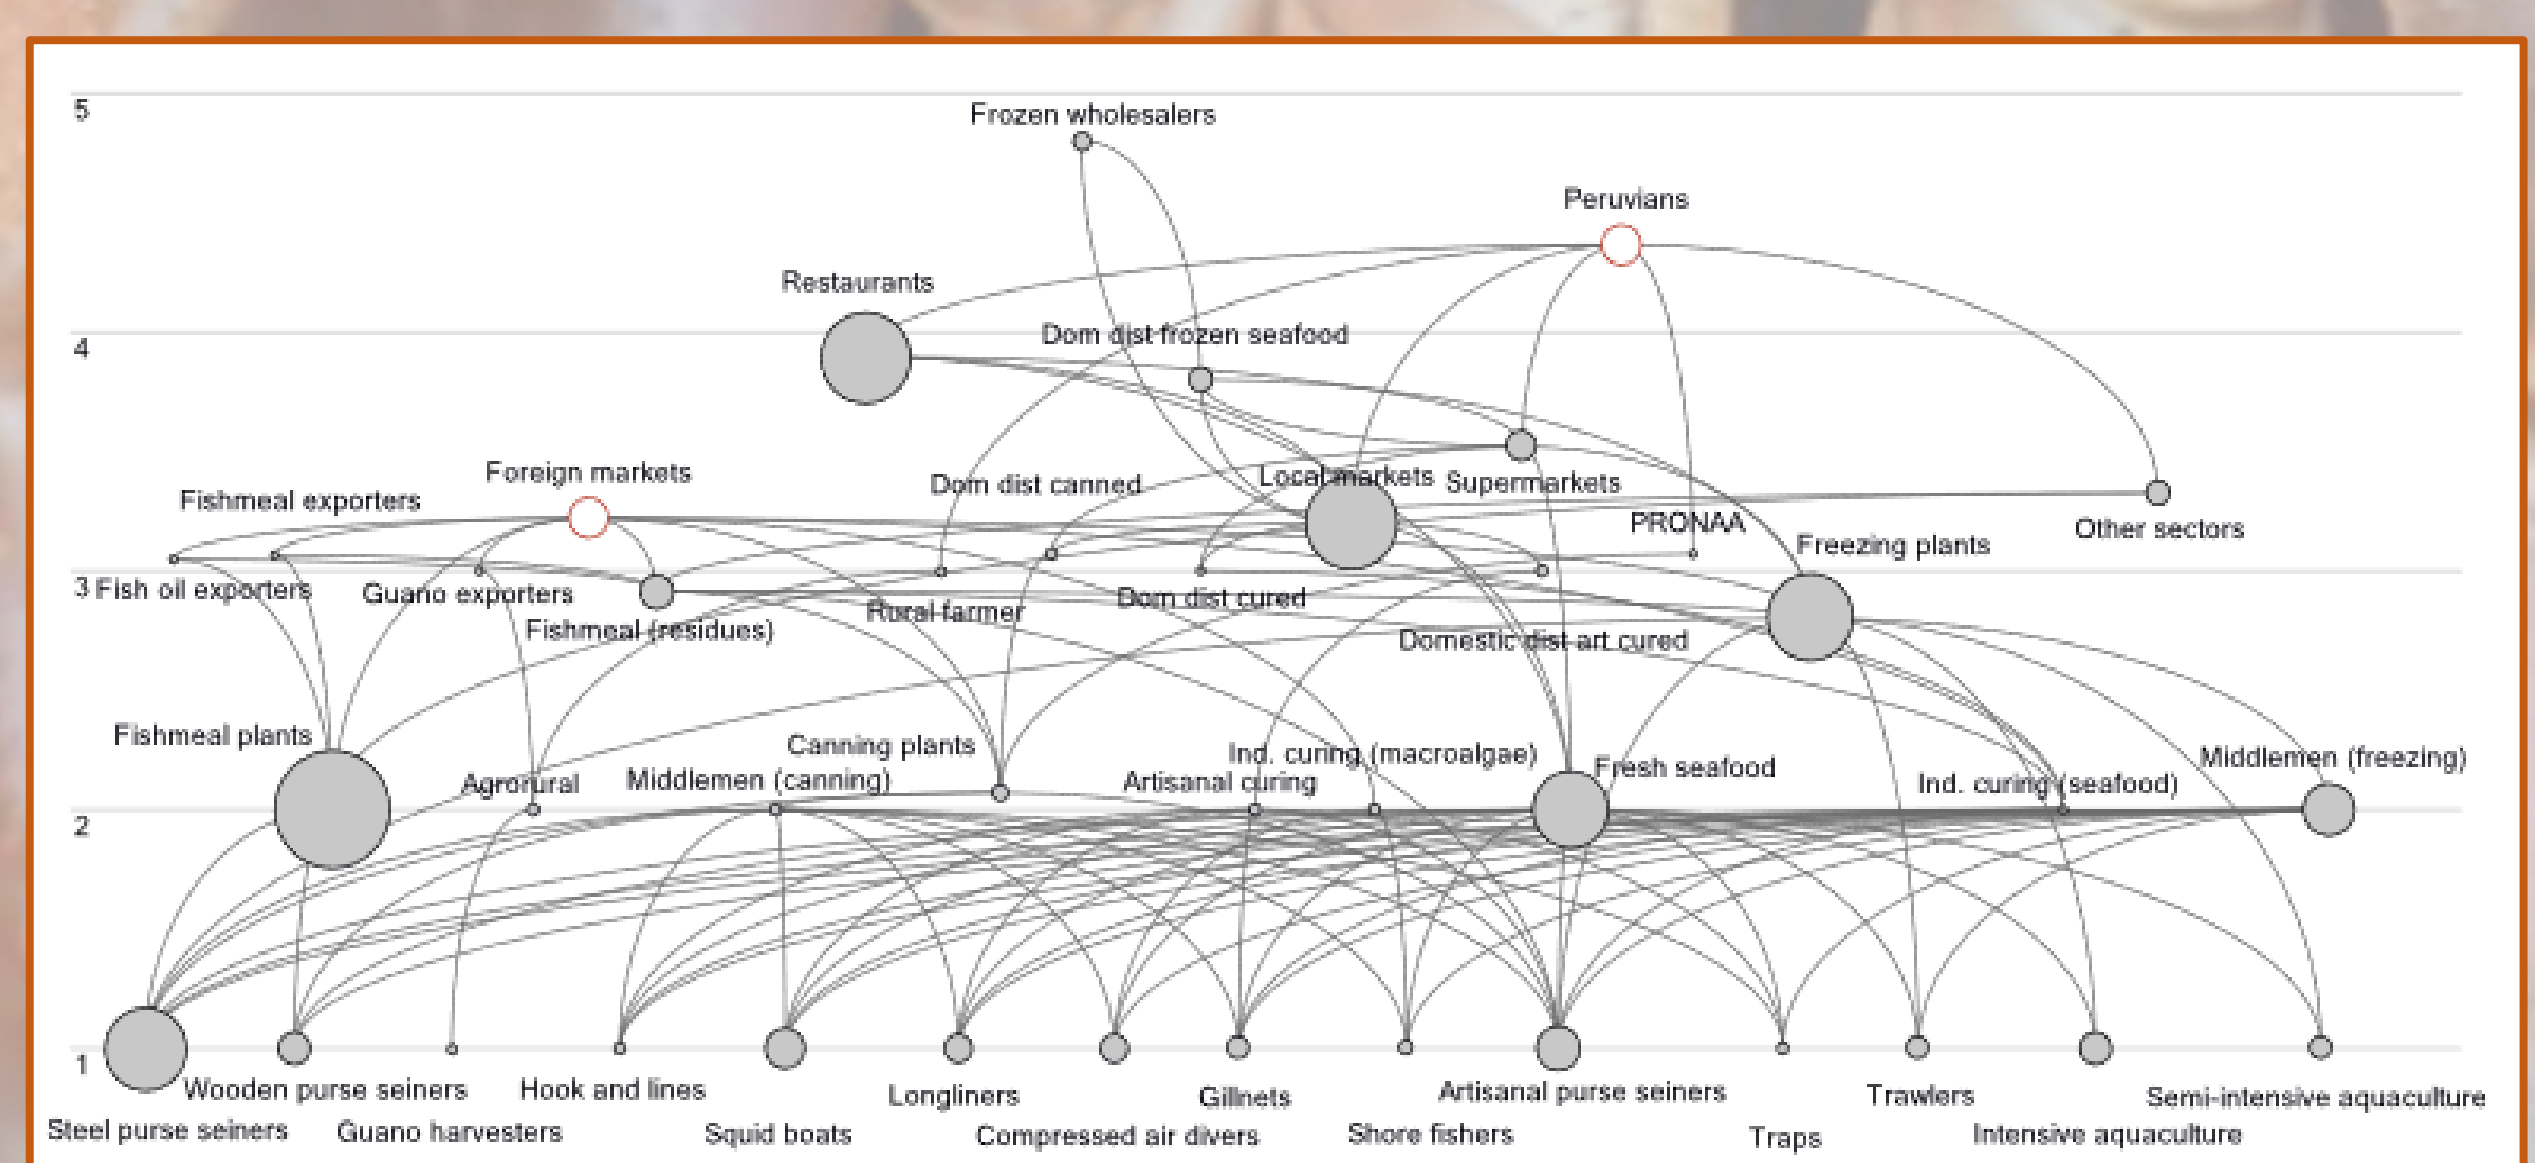 5
Frozen wholesalers
Peruvians
Restaurants
Dom dist frozen seafood
4
Foreign markets
Dom dist canned
Local markets
Supermarkets
Fishmeal exporters
PRONAA
Other sectors
Freezing plants
3
Fish oil exporters
Guano exporters
Rural farmer
Dom dist cured
Fishmeal (residues)
Domestic dist art cured
Fishmeal plants
Canning plants
Ind. curing (macroalgae)
Fresh seafood
Middlemen (freezing)
Agrorural
Middlemen (canning)
Artisanal curing
Ind. curing (seafood)
2
1
Wooden purse seiners
Hook and lines
Longliners
Gillnets
Artisanal purse seiners
Trawlers
Semi-intensive aquaculture
Steel purse seiners
Guano harvesters
Squid boats
Compressed air divers
Shore fishers
Traps
Intensive aquaculture